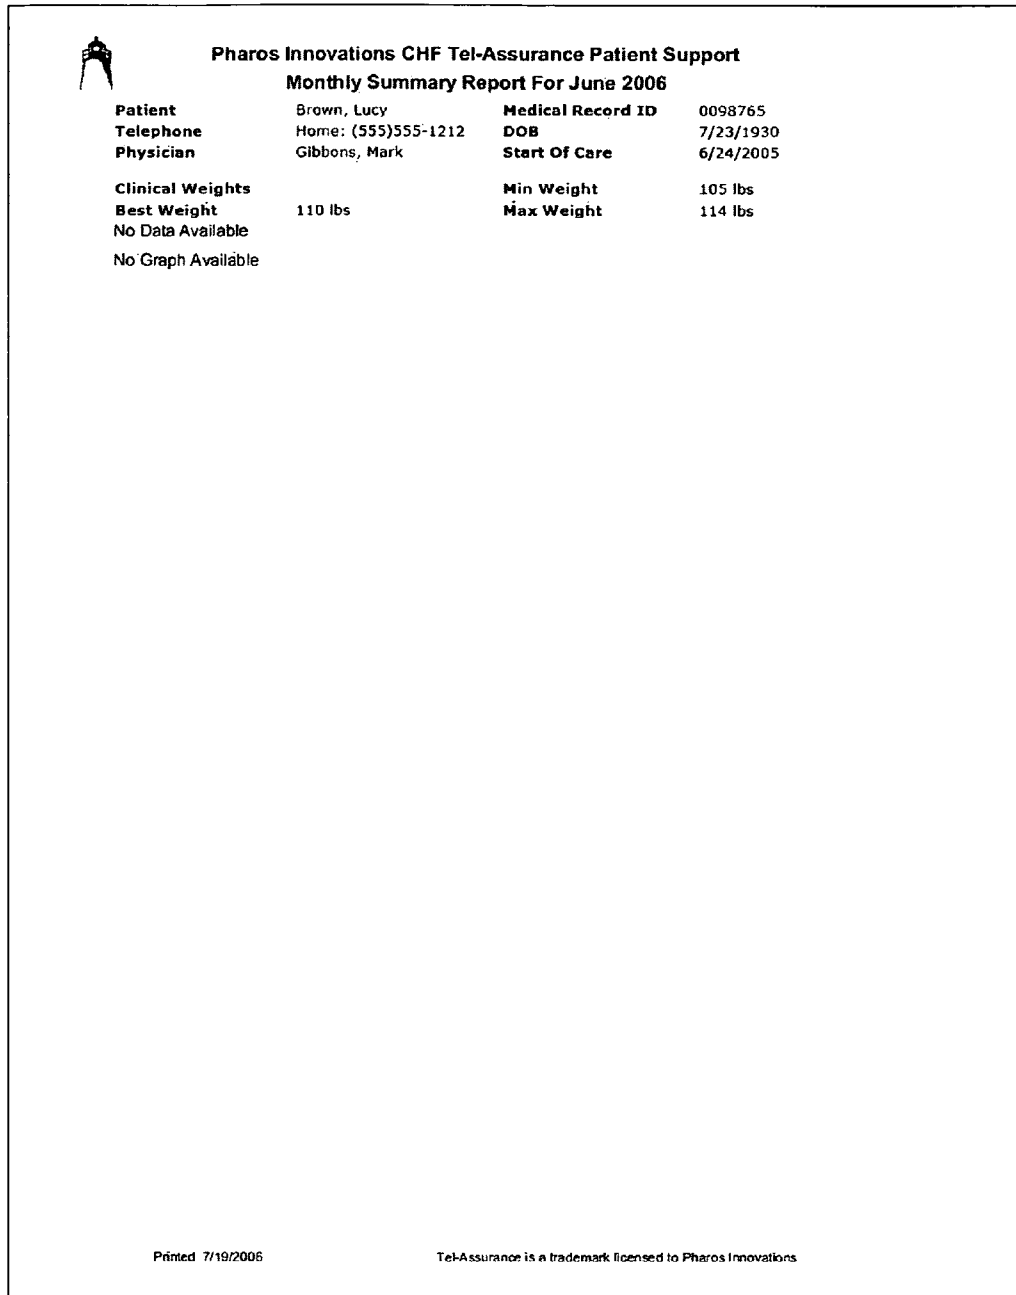 Pharos Innovations CHF Tel-Assurance Patient Support
Monthly Summary Report For June 2006
Patient Brown, Lucy Medical Record ID 0098765
Telephone Home: (555)555-1212 DOB 7/23/1930
Physician Gibbons, Mark Start Of Care 6/24/2005
Clinical Weights Min Weight 105 lbs
Best Weight 110 lbs Max Weight 114 lbs
No Data Available
No Graph Available
Printed 7/19/2006 Tel-Assurance is a trademark licensed to Pharos Innovations